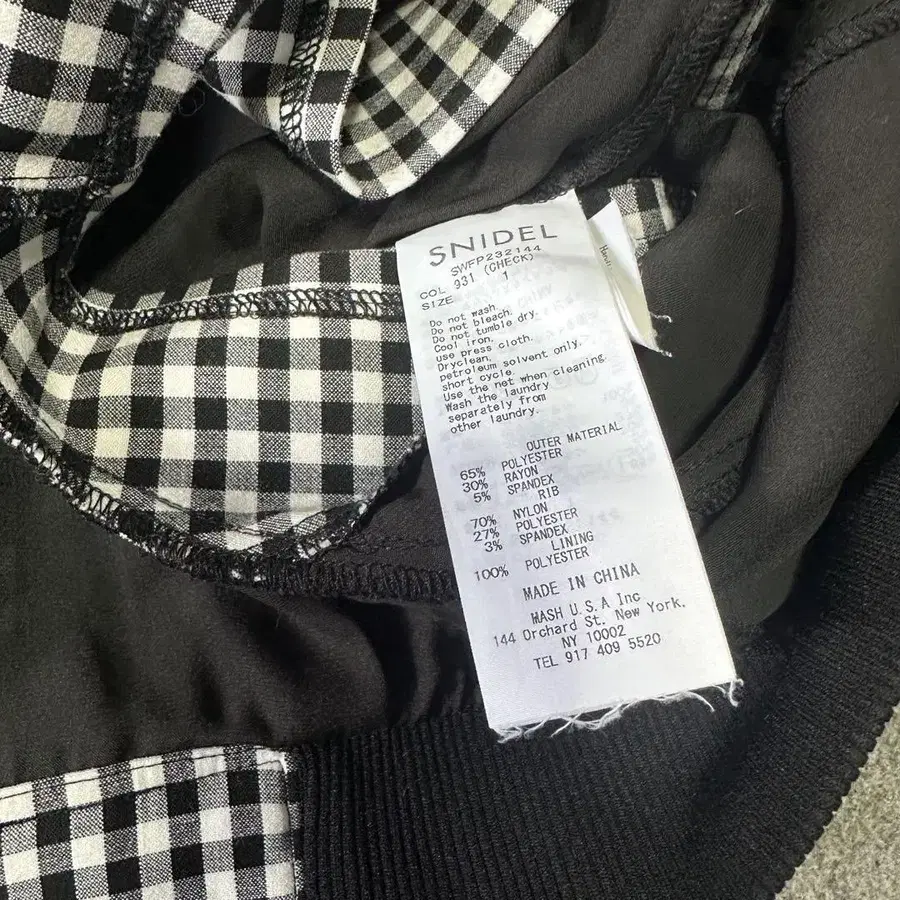 SNIDEL
SWFP232144
COL 931 (CHECK)
SIZE 1
Do not wash.
Do not bleach.
Do not tumble dry.
Cool iron.
use press cloth.
Dryclean.
petroleum solvent only.
short cycle.
Use the net when cleaning.
Wash the laundry
separately from
other laundry.
OUTER MATERIAL
65% POLYESTER
30% RAYON
5% SPANDEX
RIB
70% NYLON
27% POLYESTER
3% SPANDEX
LINING
100% POLYESTER
MADE IN CHINA
MASH U.S.A Inc
144 Orchard St. New York.
NY 10002
TEL 917 409 5520